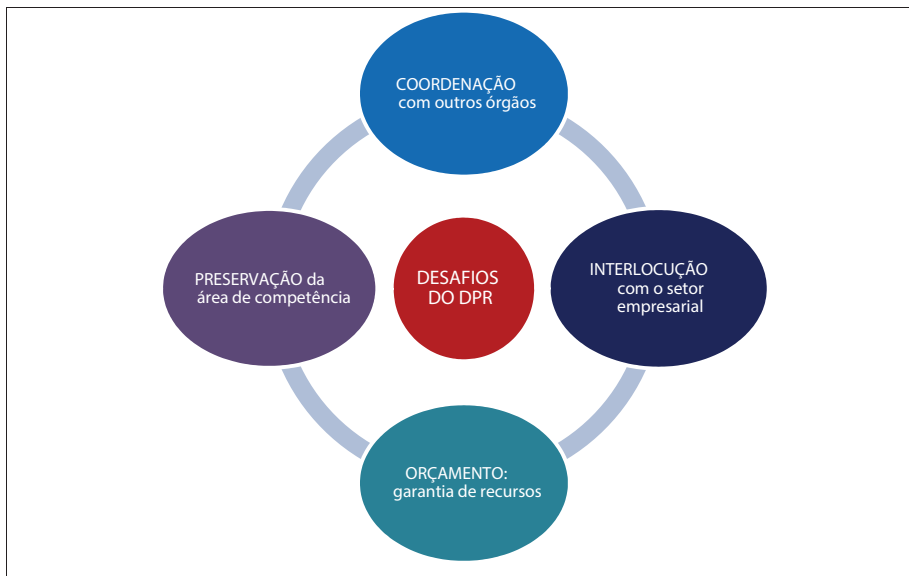 COORDENAÇÃO
com outros órgãos
PRESERVAÇÃO da
área de competência
DESAFIOS
DO DPR
INTERLOCUÇÃO
com o setor
empresarial
ORÇAMENTO:
garantia de recursos